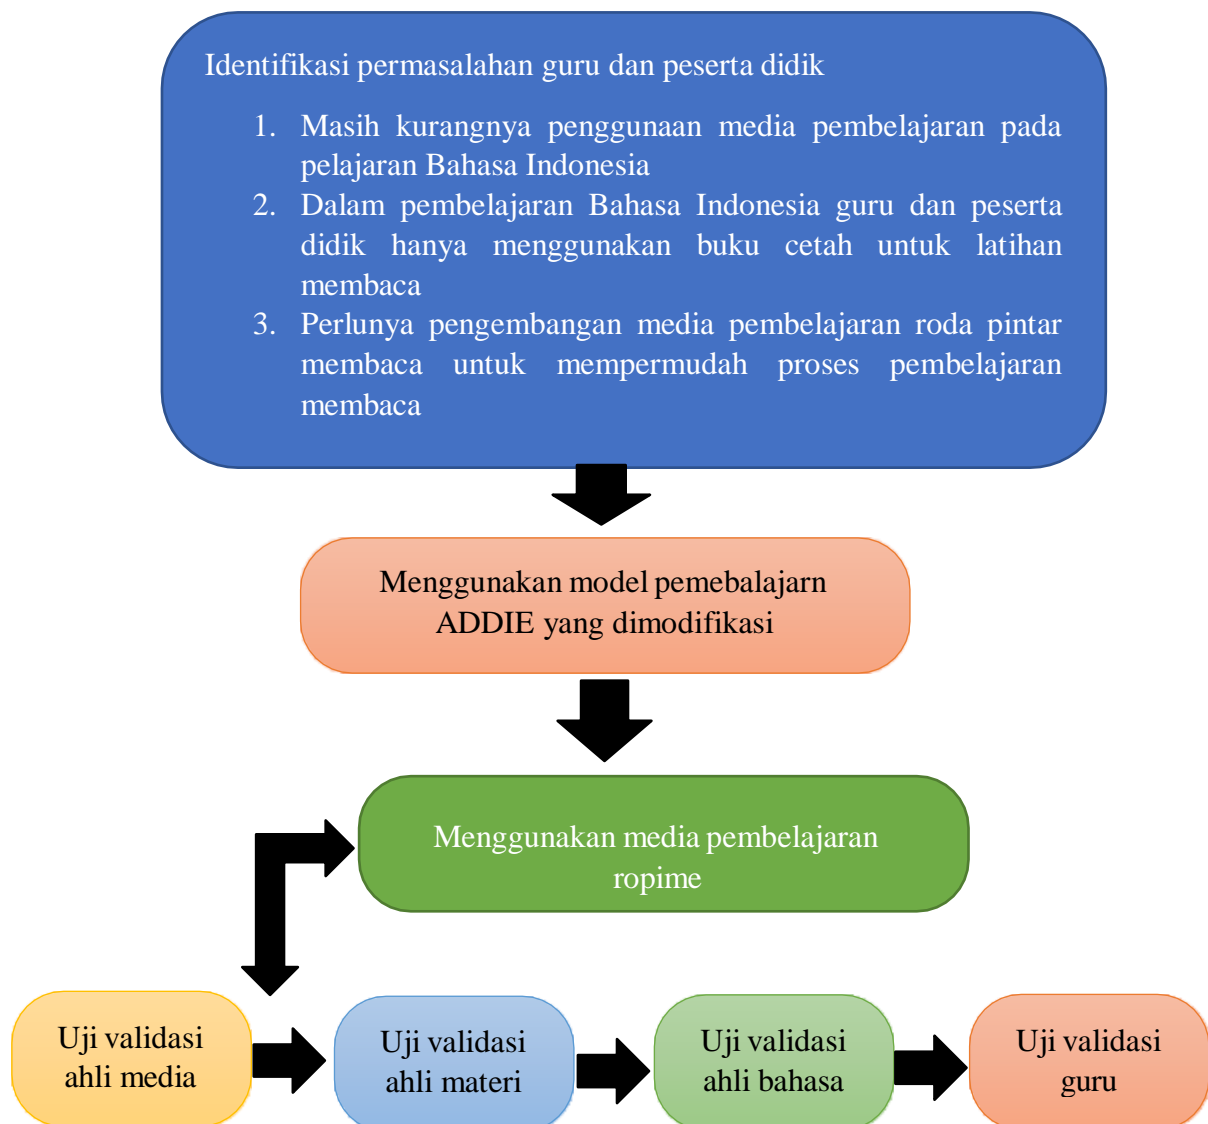 Identifikasi permasalahan guru dan peserta didik
1. Masih kurangnya penggunaan media pembelajaran pada
pelajaran Bahasa Indonesia
2. Dalam pembelajaran Bahasa Indonesia guru dan peserta
didik hanya menggunakan buku cetah untuk latihan
membaca
3. Perlunya pengembangan media pembelajaran roda pintar
membaca untuk mempermudah proses pembelajaran
membaca
Menggunakan model pemebalajarn
ADDIE yang dimodifikasi
Menggunakan media pembelajaran
ropime
Uji validasi
ahli media
Uji validasi
ahli materi
Uji validasi
ahli bahasa
Uji validasi
guru